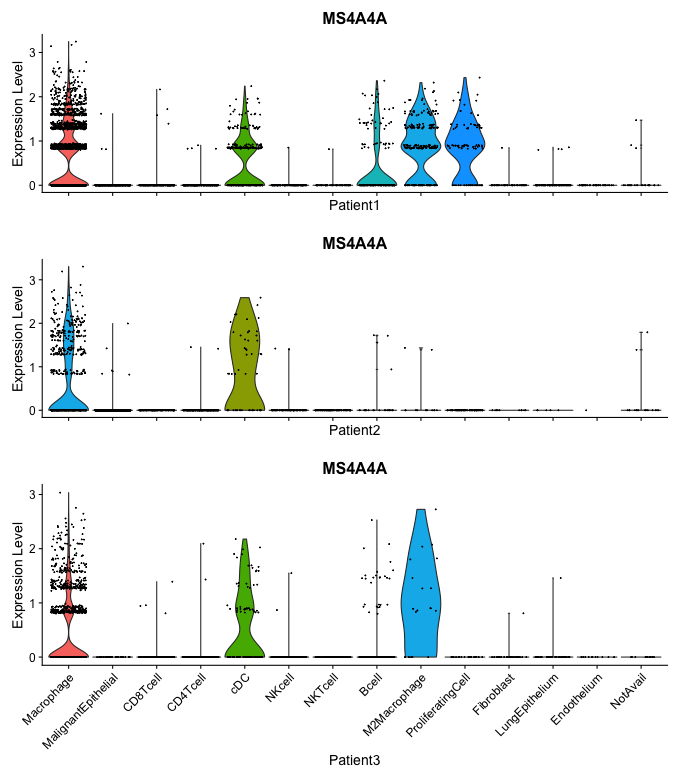 MS4A4A
Expression Level
3
2
1
0
Patient1
MS4A4A
Expression Level
3
2
1
0
Patient2
MS4A4A
Expression Level
3
2
1
0
Macrophage
MalignantEpithelial
CD8Tcell
CD4Tcell
cDC
NKcell
NKTcell
Bcell
M2Macrophage
ProliferatingCell
Fibroblast
LungEpithelium
Endothelium
NotAvail
Patient3